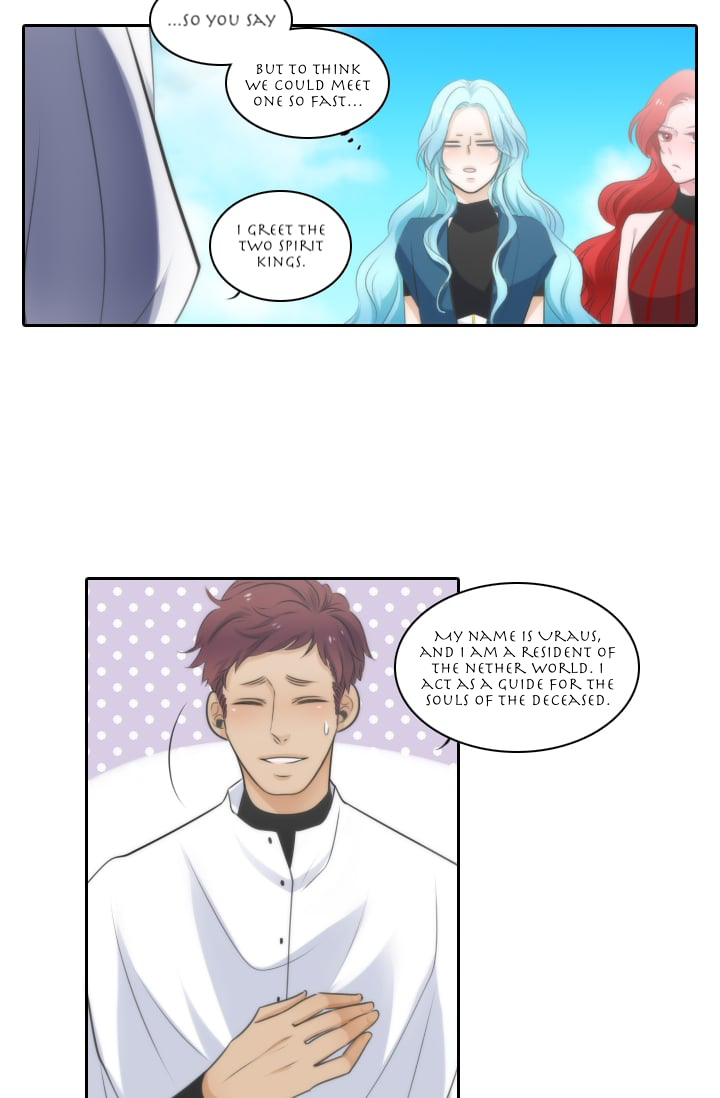 ...SO YOU SAY
BUT TO THINK
WE COULD MEET
ONE SO FAST...
I GREET THE
TWO SPIRIT
KINGS.
MY NAME IS URAUS,
AND I AM A RESIDENT OF
THE NETHER WORLD. I
ACT AS A GUIDE FOR THE
SOULS OF THE DECEASED.